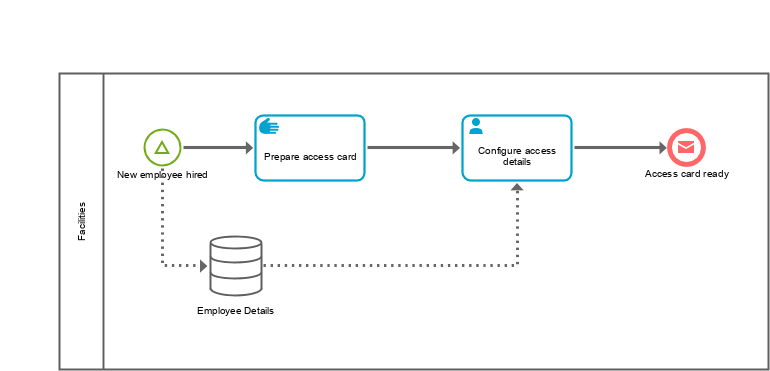 Facilities
New employee hired
Prepare access card
Configure access
details
Access card ready
Employee Details